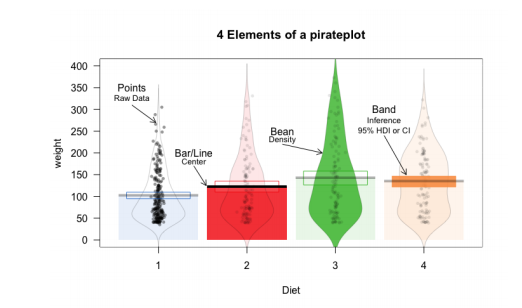 4 Elements of a pirateplot
400
350
300
250
200
150
100
50
0
weight
Points
Raw Data
Bar/Line
Center
Bean
Density
Band
Inference
95% HDI or CI
1 2 3 4
Diet